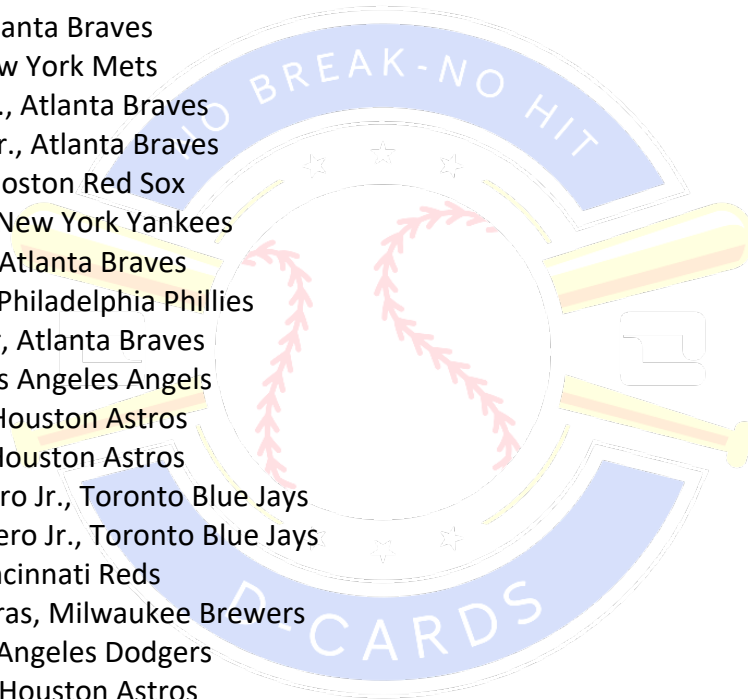 lanta Braves
w York Mets
., Atlanta Braves
r., Atlanta Braves
oston Red Sox
New York Yankees
Atlanta Braves
Philadelphia Phillies
, Atlanta Braves
s Angeles Angels
Houston Astros
Houston Astros
ro Jr., Toronto Blue Jays
ero Jr., Toronto Blue Jays
ncinnati Reds
ras, Milwaukee Brewers
Angeles Dodgers
Houston Astros
NO BREAK-NO HIT
D-CARDS